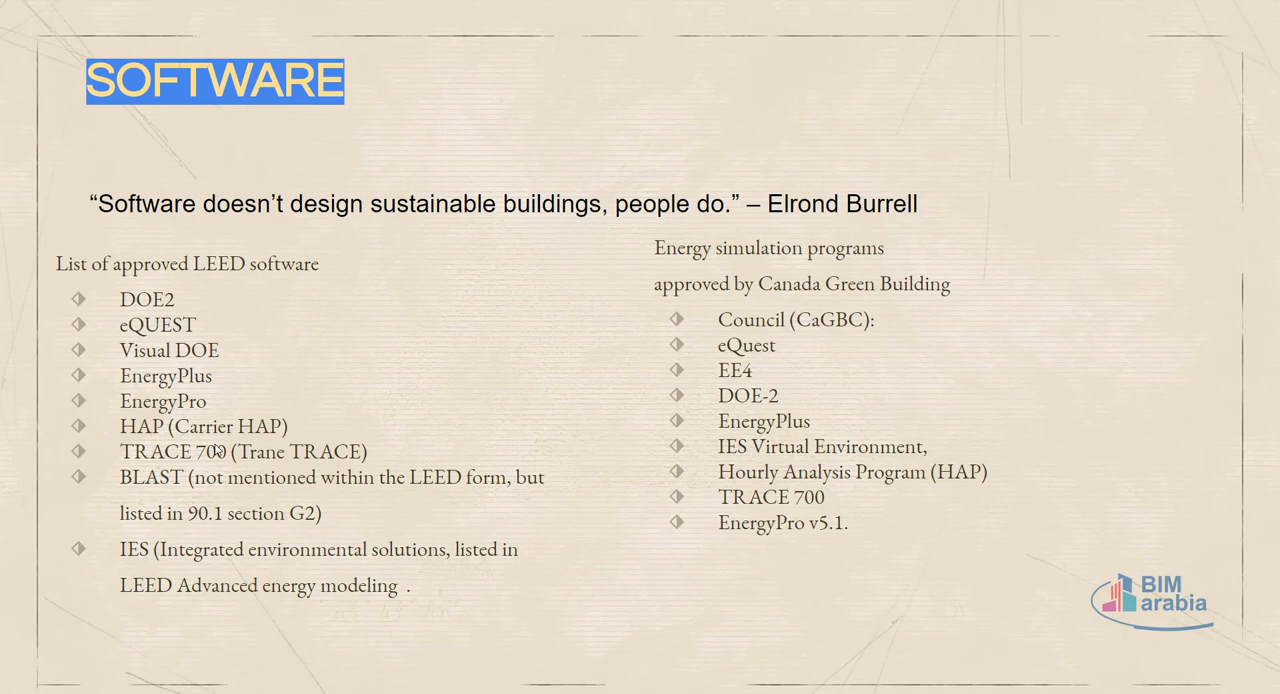 SOFTWARE
“Software doesn’t design sustainable buildings, people do.” – Elrond Burrell
List of approved LEED software
DOE2
eQUEST
Visual DOE
EnergyPlus
EnergyPro
HAP (Carrier HAP)
TRACE 700 (Trane TRACE)
BLAST (not mentioned within the LEED form, but
listed in 90.1 section G2)
IES (Integrated environmental solutions, listed in
LEED Advanced energy modeling .
Energy simulation programs
approved by Canada Green Building
Council (CaGBC):
eQuest
EE4
DOE-2
EnergyPlus
IES Virtual Environment,
Hourly Analysis Program (HAP)
TRACE 700
EnergyPro v5.1.
BIM
arabia